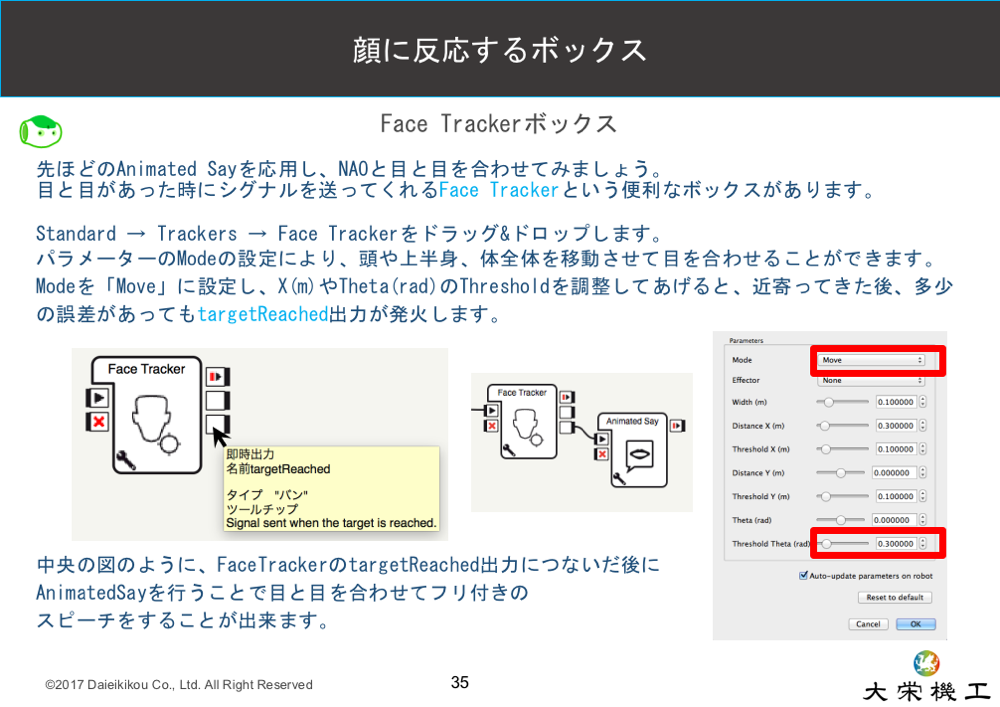 顔に反応するボックス
Face Trackerボックス
先ほどのAnimated Sayを応用し、NAOと目と目を合わせてみましょう。
目と目があった時にシグナルを送ってくれるFace Trackerという便利なボックスがあります。
Standard → Trackers → Face Trackerをドラッグ&ドロップします。
パラメーターのModeの設定により、頭や上半身、体全体を移動させて目を合わせることができます。
Modeを「Move」に設定し、X(m)やTheta(rad)のThresholdを調整してあげると、近寄ってきた後、多少
の誤差があってもtargetReached出力が発火します。
Face Tracker
即時出力
名前targetReached
タイプ "バン"
ツールチップ
Signal sent when the target is reached.
Face Tracker
Animated Say
Parameters
Mode Move
Effector None
Width (m) 0.100000
Distance X (m) 0.300000
Threshold X (m) 0.100000
Distance Y (m) 0.000000
Threshold Y (m) 0.100000
Theta (rad) 0.000000
Threshold Theta (rad) 0.300000
Auto-update parameters on robot
Reset to default
Cancel OK
中央の図のように、FaceTrackerのtargetReached出力につないだ後に
AnimatedSayを行うことで目と目を合わせてフリ付きの
スピーチをすることが出来ます。
©2017 Daieikikou Co., Ltd. All Right Reserved
35
大栄機工